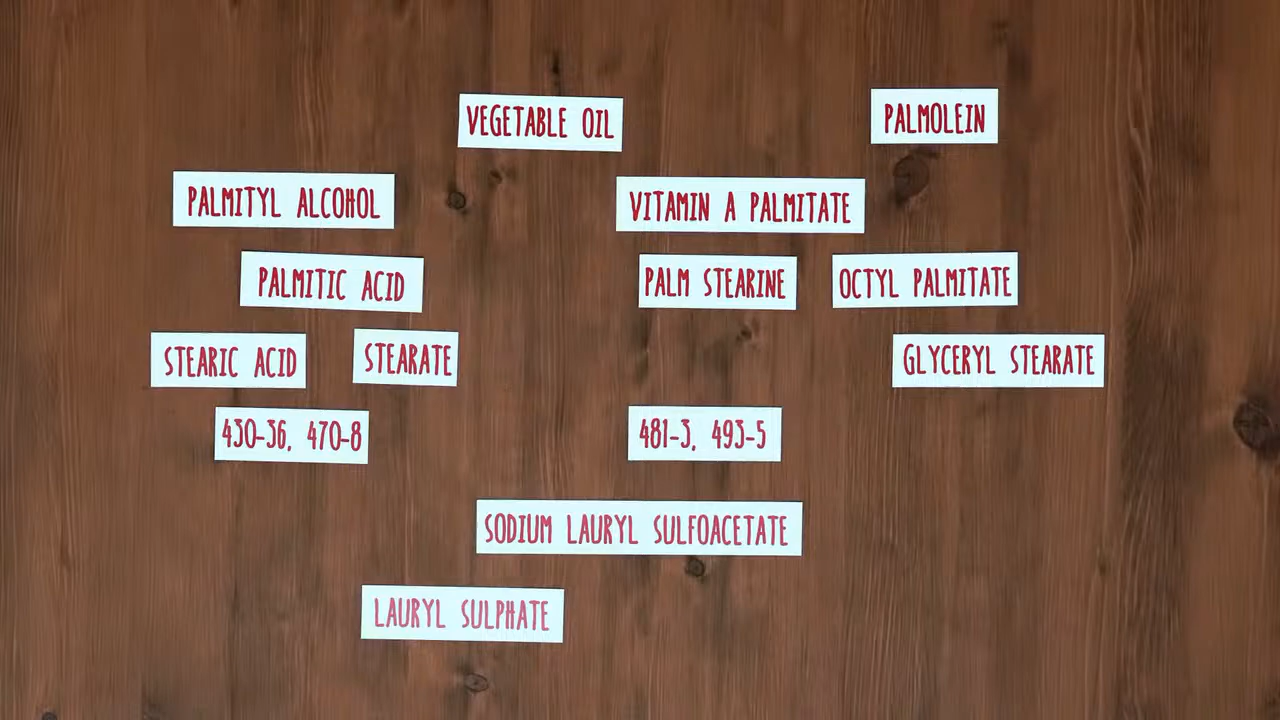 VEGETABLE OIL
PALMOLEIN
PALMITYL ALCOHOL
VITAMIN A PALMITATE
PALMITIC ACID
PALM STEARINE
OCTYL PALMITATE
STEARIC ACID
STEARATE
GLYCERYL STEARATE
430-36, 470-8
481-3, 493-5
SODIUM LAURYL SULFOACETATE
LAURYL SULPHATE